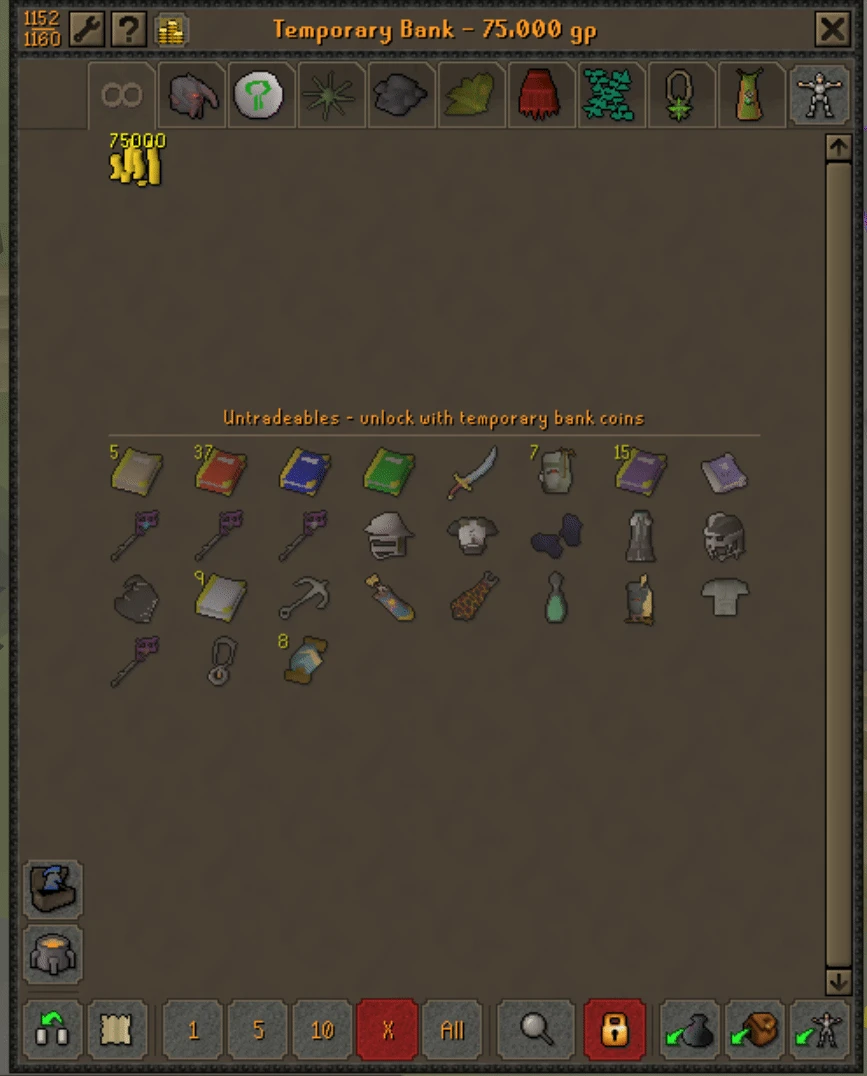 1152
1160
Temporary Bank - 75,000 gp
75000
Untradeables - unlock with temporary bank coins
5 37 7 15
9
8
1 5 10 X All